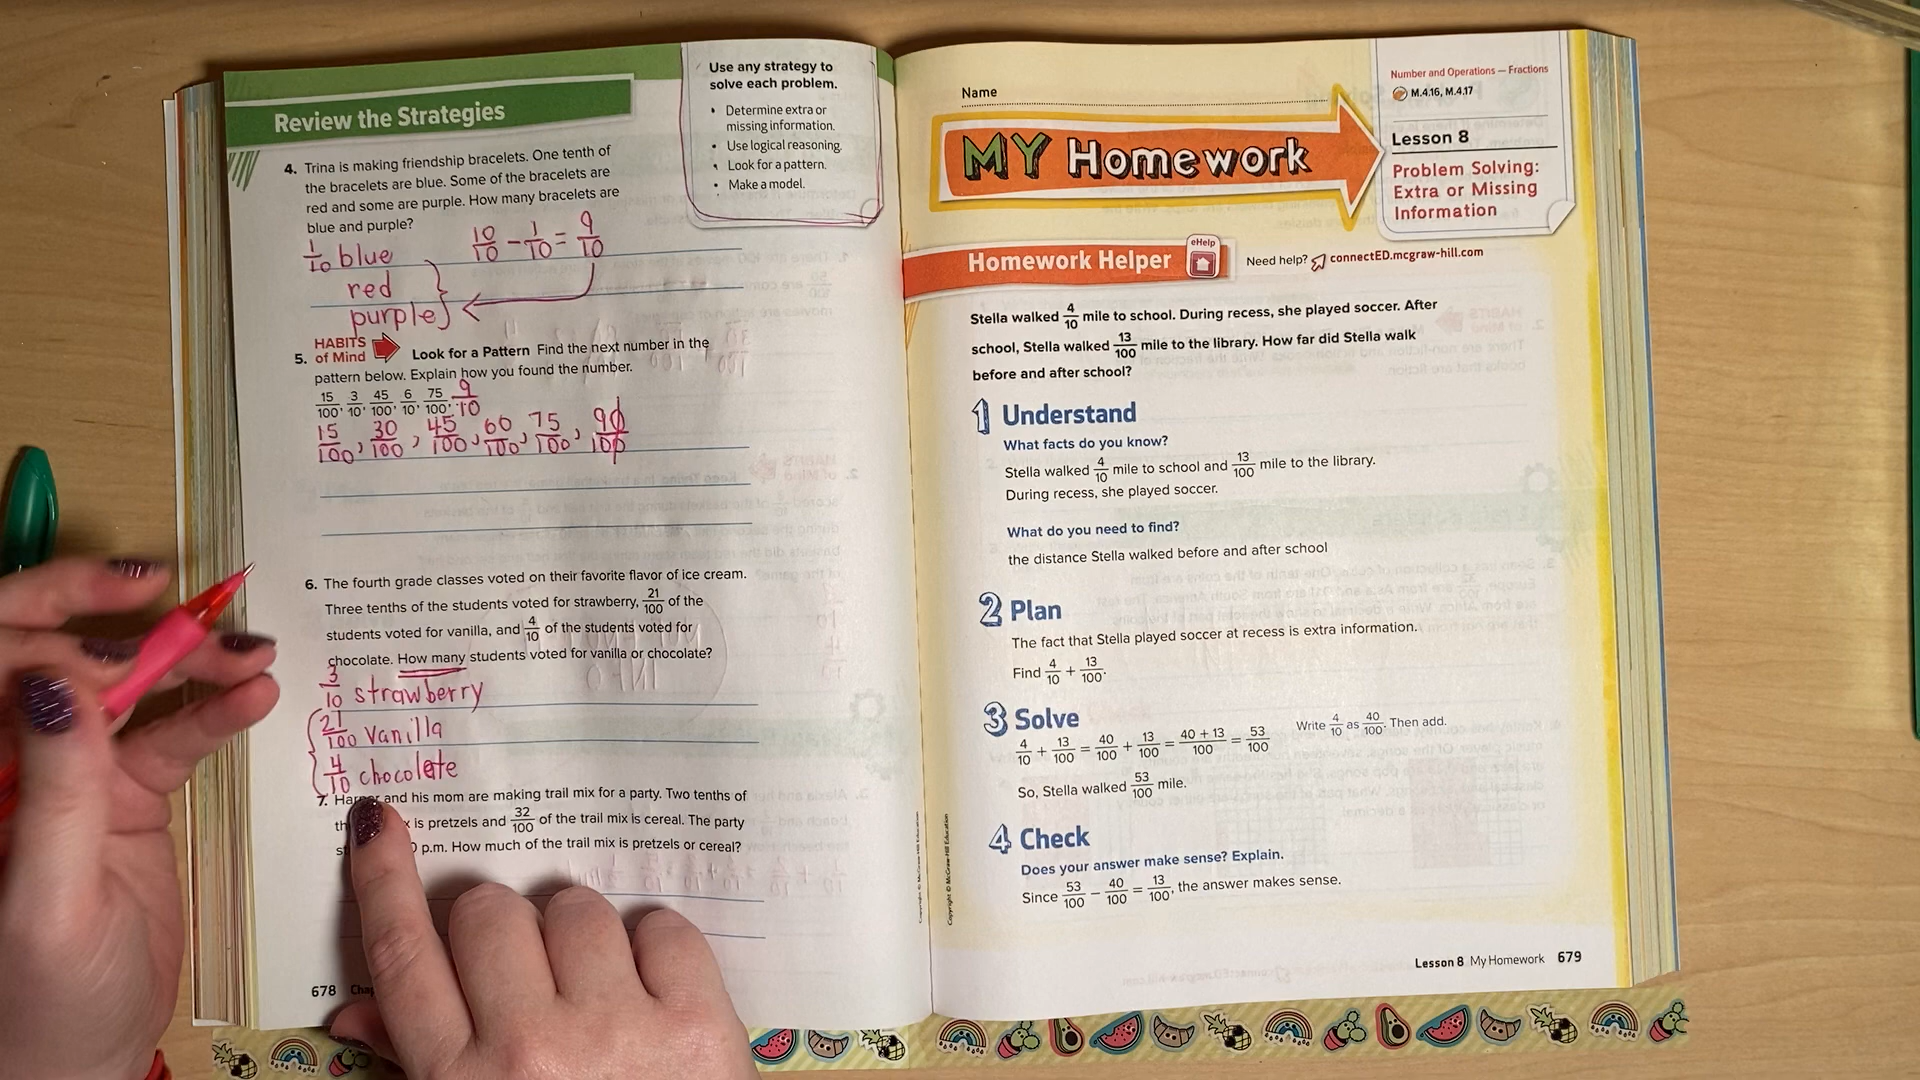 Review the Strategies
Use any strategy to
solve each problem.
• Determine extra or
missing information.
• Use logical reasoning.
• Look for a pattern.
• Make a model.
4. Trina is making friendship bracelets. One tenth of
the bracelets are blue. Some of the bracelets are
red and some are purple. How many bracelets are
blue and purple?
1/10 blue 10/10 - 1/10 = 9/10
red
purple
HABITS
5. of Mind Look for a Pattern Find the next number in the
pattern below. Explain how you found the number.
15/100, 3/10, 45/100, 6/10, 75/100, 9/10
15/100, 30/100, 45/100, 60/100, 75/100, 90/100
6. The fourth grade classes voted on their favorite flavor of ice cream.
Three tenths of the students voted for strawberry, 21/100 of the
students voted for vanilla, and 4/10 of the students voted for
chocolate. How many students voted for vanilla or chocolate?
3/10 strawberry
21/100 vanilla
4/10 chocolate
7. and his mom are making trail mix for a party. Two tenths of
is pretzels and 32/100 of the trail mix is cereal. The party
p.m. How much of the trail mix is pretzels or cereal?
678
Copyright © McGraw-Hill Education
Name
MY Homework
Number and Operations — Fractions
M.4.16, M.4.17
Lesson 8
Problem Solving:
Extra or Missing
Information
Homework Helper
eHelp
Need help? connectED.mcgraw-hill.com
Stella walked 4/10 mile to school. During recess, she played soccer. After
school, Stella walked 13/100 mile to the library. How far did Stella walk
before and after school?
1 Understand
What facts do you know?
Stella walked 4/10 mile to school and 13/100 mile to the library.
During recess, she played soccer.
What do you need to find?
the distance Stella walked before and after school
2 Plan
The fact that Stella played soccer at recess is extra information.
Find 4/10 + 13/100.
3 Solve
4/10 + 13/100 = 40/100 + 13/100 = 40 + 13/100 = 53/100 Write 4/10 as 40/100. Then add.
So, Stella walked 53/100 mile.
4 Check
Does your answer make sense? Explain.
Since 53/100 - 40/100 = 13/100, the answer makes sense.
Copyright © McGraw-Hill Education
Lesson 8 My Homework 679